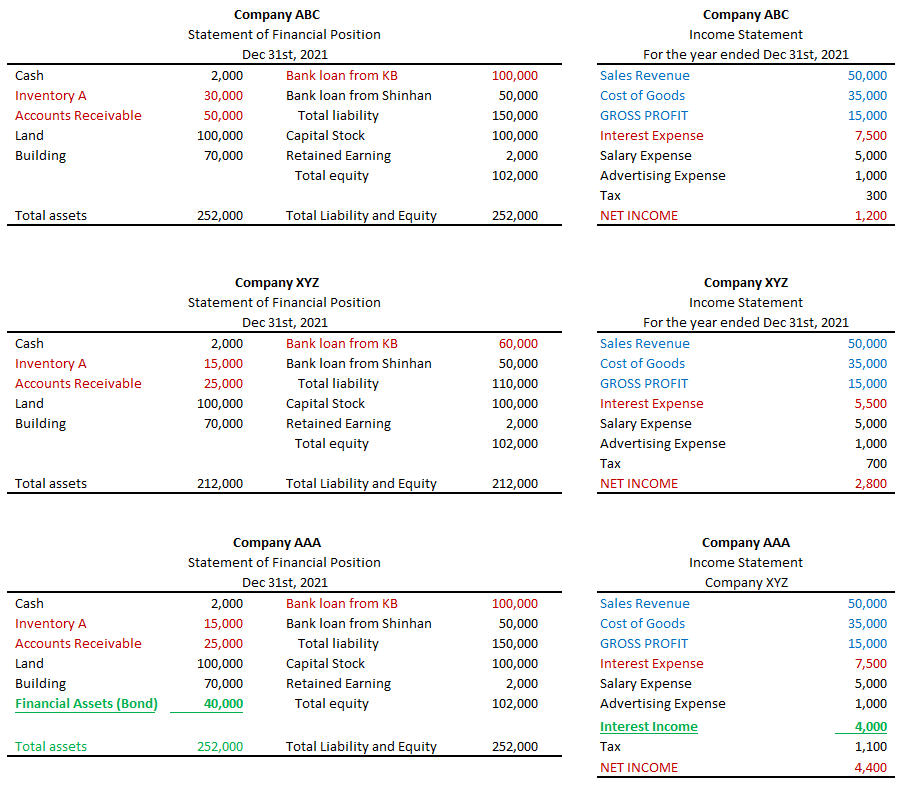 Company ABC
Statement of Financial Position
Dec 31st, 2021
Cash 2,000 Bank loan from KB 100,000
Inventory A 30,000 Bank loan from Shinhan 50,000
Accounts Receivable 50,000 Total liability 150,000
Land 100,000 Capital Stock 100,000
Building 70,000 Retained Earning 2,000
Total equity 102,000
Total assets 252,000 Total Liability and Equity 252,000
Company ABC
Income Statement
For the year ended Dec 31st, 2021
Sales Revenue 50,000
Cost of Goods 35,000
GROSS PROFIT 15,000
Interest Expense 7,500
Salary Expense 5,000
Advertising Expense 1,000
Tax 300
NET INCOME 1,200
Company XYZ
Statement of Financial Position
Dec 31st, 2021
Cash 2,000 Bank loan from KB 60,000
Inventory A 15,000 Bank loan from Shinhan 50,000
Accounts Receivable 25,000 Total liability 110,000
Land 100,000 Capital Stock 100,000
Building 70,000 Retained Earning 2,000
Total equity 102,000
Total assets 212,000 Total Liability and Equity 212,000
Company XYZ
Income Statement
For the year ended Dec 31st, 2021
Sales Revenue 50,000
Cost of Goods 35,000
GROSS PROFIT 15,000
Interest Expense 5,500
Salary Expense 5,000
Advertising Expense 1,000
Tax 700
NET INCOME 2,800
Company AAA
Statement of Financial Position
Dec 31st, 2021
Cash 2,000 Bank loan from KB 100,000
Inventory A 15,000 Bank loan from Shinhan 50,000
Accounts Receivable 25,000 Total liability 150,000
Land 100,000 Capital Stock 100,000
Building 70,000 Retained Earning 2,000
Financial Assets (Bond) 40,000 Total equity 102,000
Total assets 252,000 Total Liability and Equity 252,000
Company AAA
Income Statement
Company XYZ
Sales Revenue 50,000
Cost of Goods 35,000
GROSS PROFIT 15,000
Interest Expense 7,500
Salary Expense 5,000
Advertising Expense 1,000
Interest Income 4,000
Tax 1,100
NET INCOME 4,400